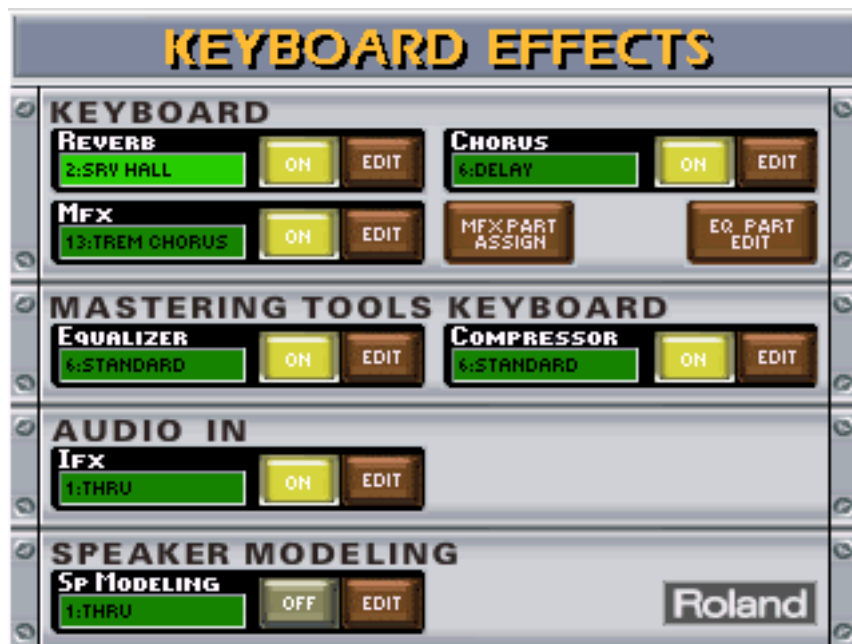 KEYBOARD EFFECTS
KEYBOARD
REVERB
2:SRV HALL
ON
EDIT
CHORUS
6:DELAY
ON
EDIT
MFX
13:TREM CHORUS
ON
EDIT
MFX PART
ASSIGN
EQ PART
EDIT
MASTERING TOOLS KEYBOARD
EQUALIZER
6:STANDARD
ON
EDIT
COMPRESSOR
6:STANDARD
ON
EDIT
AUDIO IN
IFX
1:THRU
ON
EDIT
SPEAKER MODELING
SP MODELING
1:THRU
OFF
EDIT
Roland